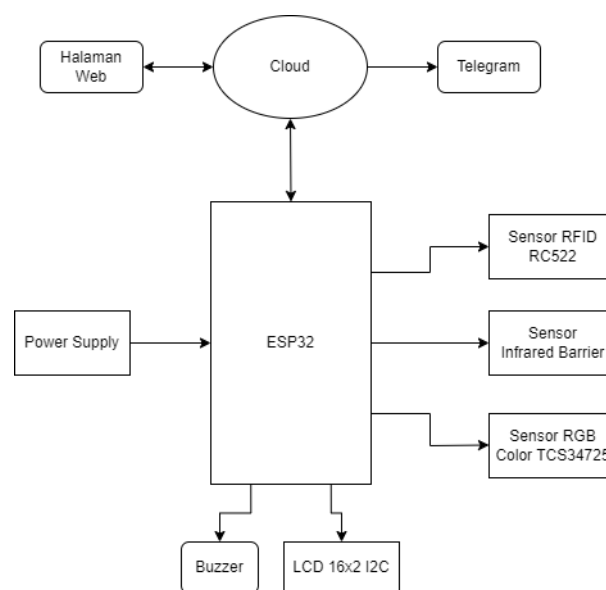 Halaman
Web
Cloud
Telegram
Sensor RFID
RC522
Power Supply
ESP32
Sensor
Infrared Barrier
Sensor RGB
Color TCS34725
Buzzer
LCD 16x2 I2C